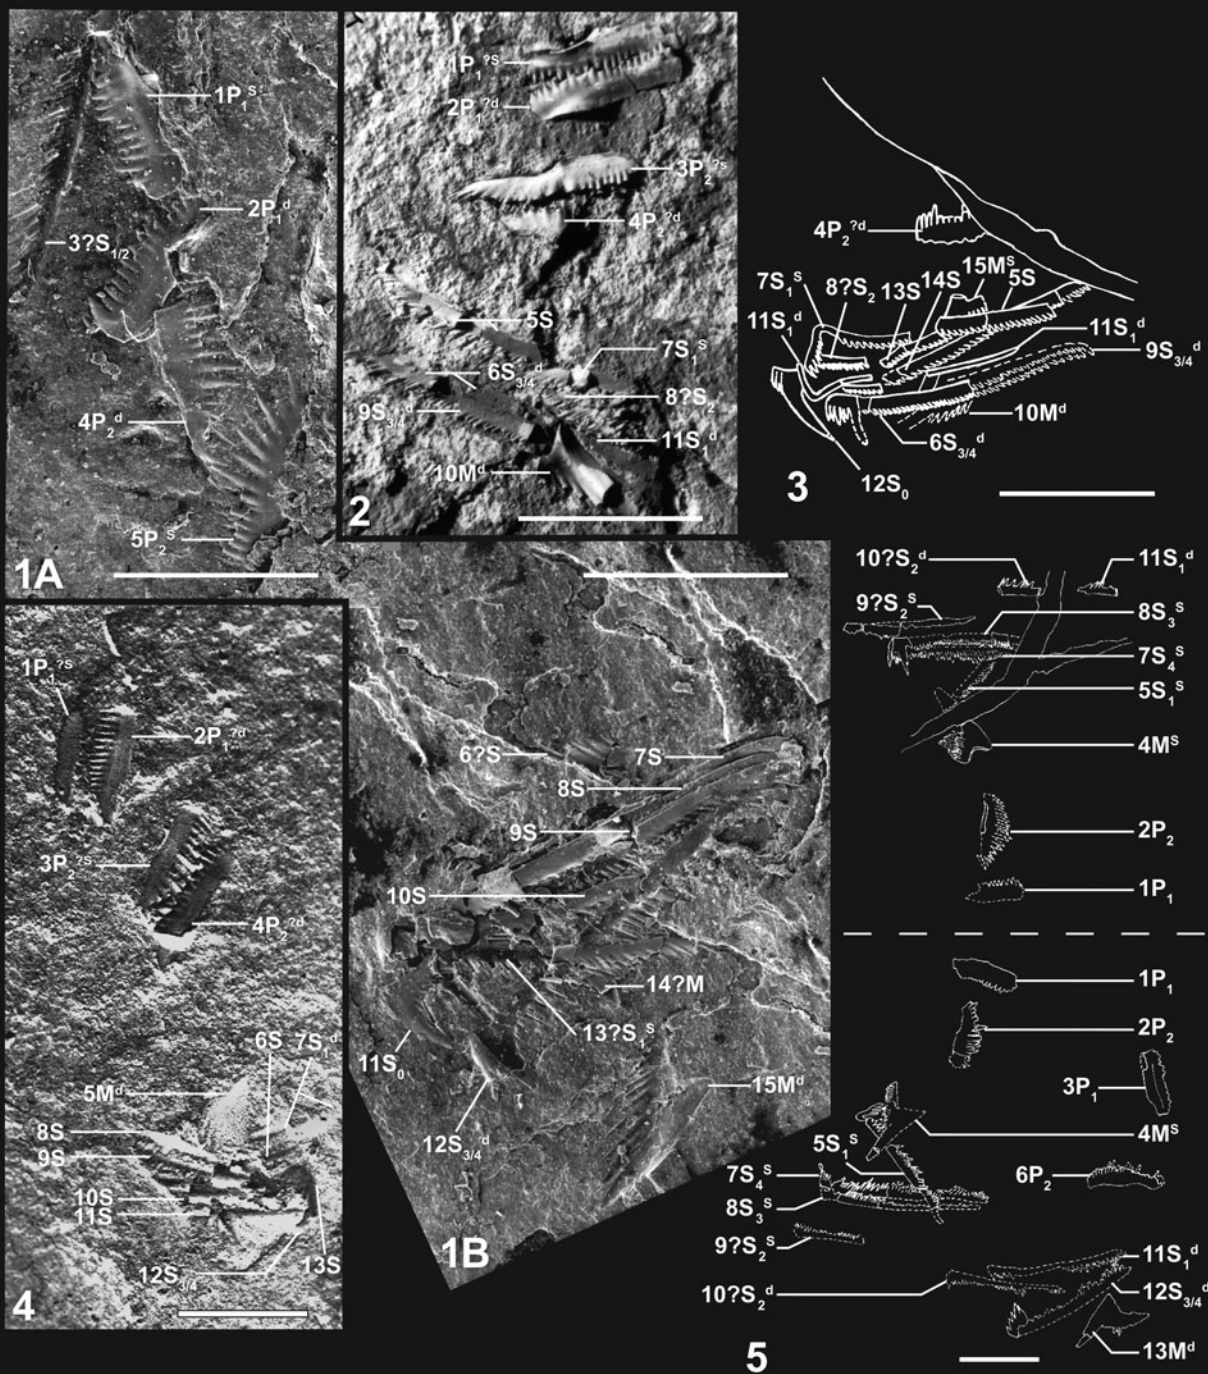 1P₁ˢ
2P₁ᵈ
3?S₁/₂
4P₂ᵈ
5P₂ˢ
1A
1P₁?ˢ
2P₁?ᵈ
3P₂?ˢ
4P₂?ᵈ
5S
7S₁ˢ
6S₃/₄ᵈ
8?S₂
9S₃/₄ᵈ
11S₁ᵈ
10Mᵈ
2
4P₂?ᵈ
15Mˢ
7S₁ˢ
14S
5S
8?S₂
13S
11S₁ᵈ
11S₁ᵈ
9S₃/₄ᵈ
10Mᵈ
6S₃/₄ᵈ
12S₀
3
1P₁?ˢ
2P₁?ᵈ
3P₂?ˢ
4P₂?ᵈ
6S
7S₁ᵈ
5Mᵈ
8S
9S
10S
11S
12S₃/₄
13S
4
6?S
7S
8S
9S
10S
14?M
13?S₁ˢ
11S₀
15Mᵈ
12S₃/₄ᵈ
1B
10?S₂ᵈ
11S₁ᵈ
9?S₂ˢ
8S₃ˢ
7S₄ˢ
5S₁ˢ
4Mˢ
2P₂
1P₁
1P₁
2P₂
3P₁
4Mˢ
5S₁ˢ
7S₄ˢ
6P₂
8S₃ˢ
9?S₂ˢ
11S₁ᵈ
10?S₂ᵈ
12S₃/₄ᵈ
13Mᵈ
5